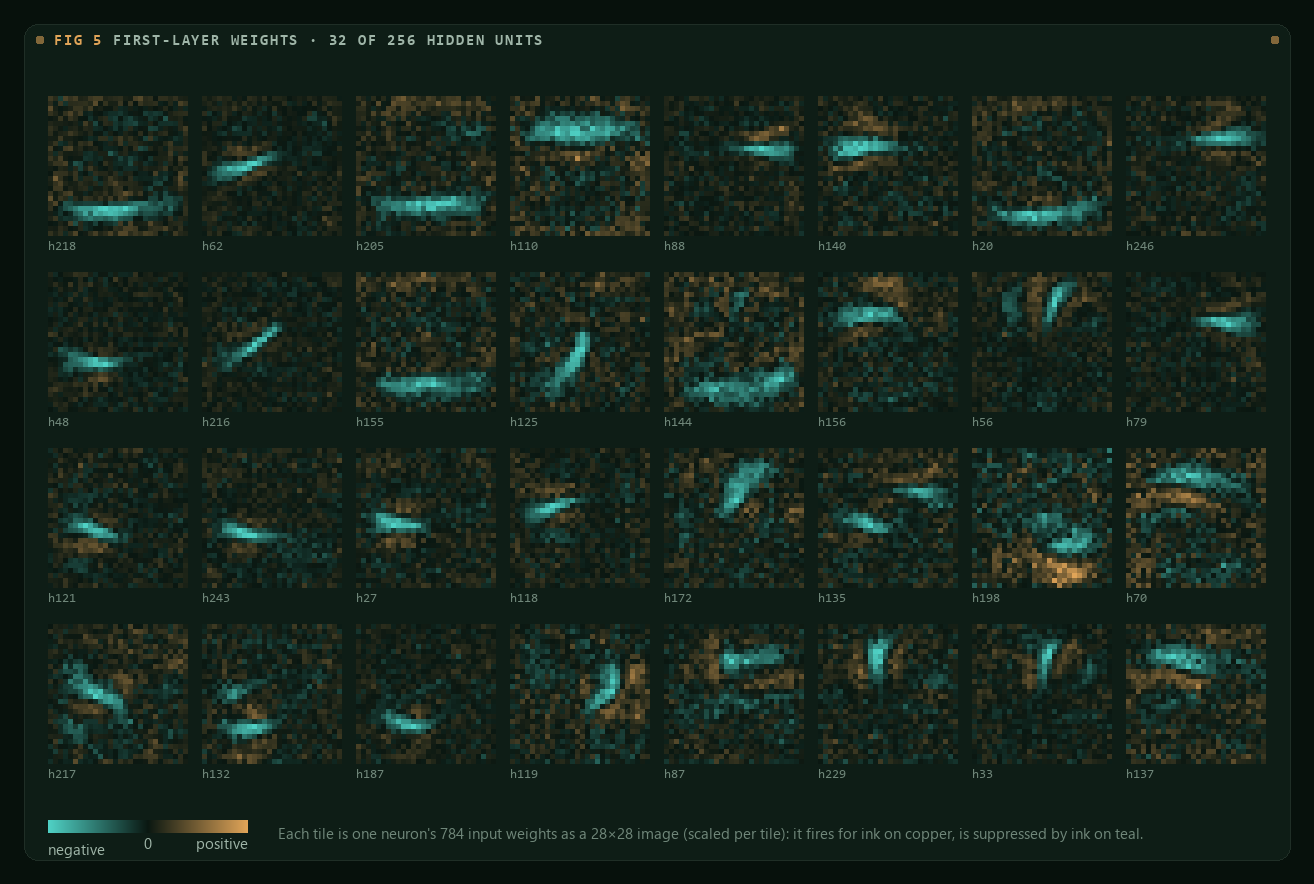 FIG 5 FIRST-LAYER WEIGHTS · 32 OF 256 HIDDEN UNITS
h218 h62 h205 h110 h88 h140 h20 h246
h48 h216 h155 h125 h144 h156 h56 h79
h121 h243 h27 h118 h172 h135 h198 h70
h217 h132 h187 h119 h87 h229 h33 h137
negative 0 positive
Each tile is one neuron's 784 input weights as a 28×28 image (scaled per tile): it fires for ink on copper, is suppressed by ink on teal.